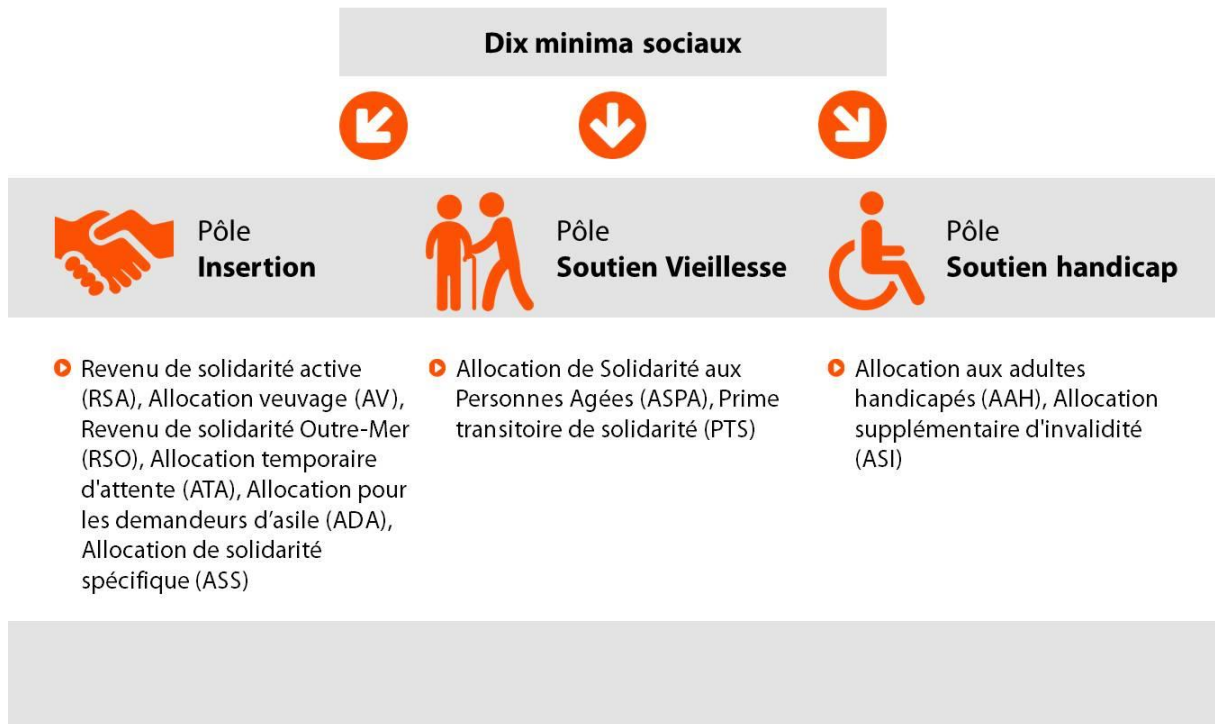 Dix minima sociaux
Pôle
Insertion
Pôle
Soutien Vieillesse
Pôle
Soutien handicap
Revenu de solidarité active
(RSA), Allocation veuvage (AV),
Revenu de solidarité Outre-Mer
(RSO), Allocation temporaire
d'attente (ATA), Allocation pour
les demandeurs d’asile (ADA),
Allocation de solidarité
spécifique (ASS)
Allocation de Solidarité aux
Personnes Agées (ASPA), Prime
transitoire de solidarité (PTS)
Allocation aux adultes
handicapés (AAH), Allocation
supplémentaire d'invalidité
(ASI)